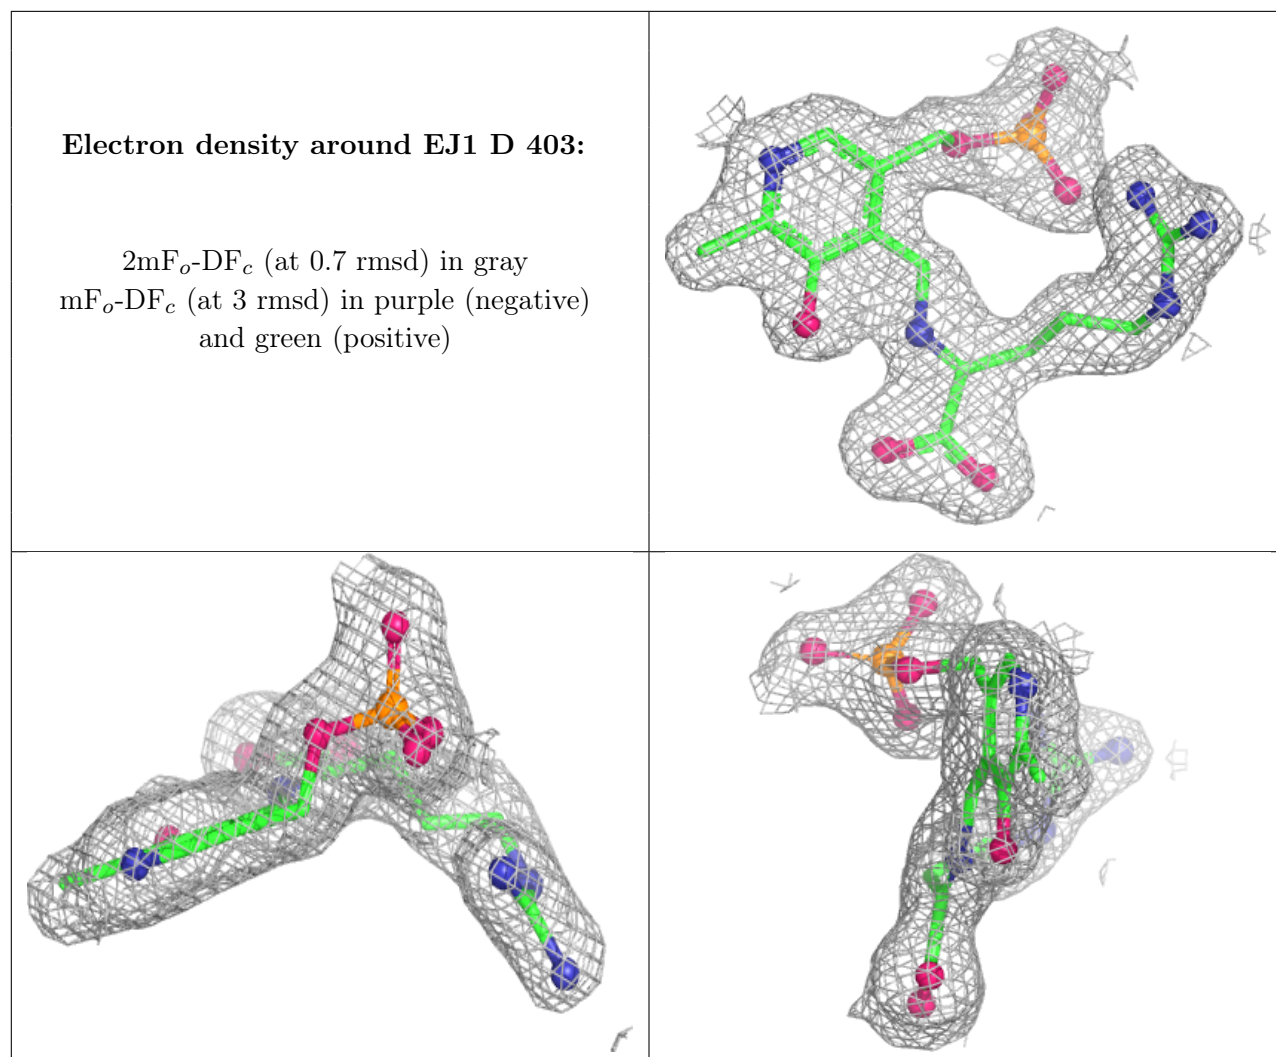 Electron density around EJ1 D 403:
2mFₒ-DF𝒸 (at 0.7 rmsd) in gray
mFₒ-DF𝒸 (at 3 rmsd) in purple (negative)
and green (positive)